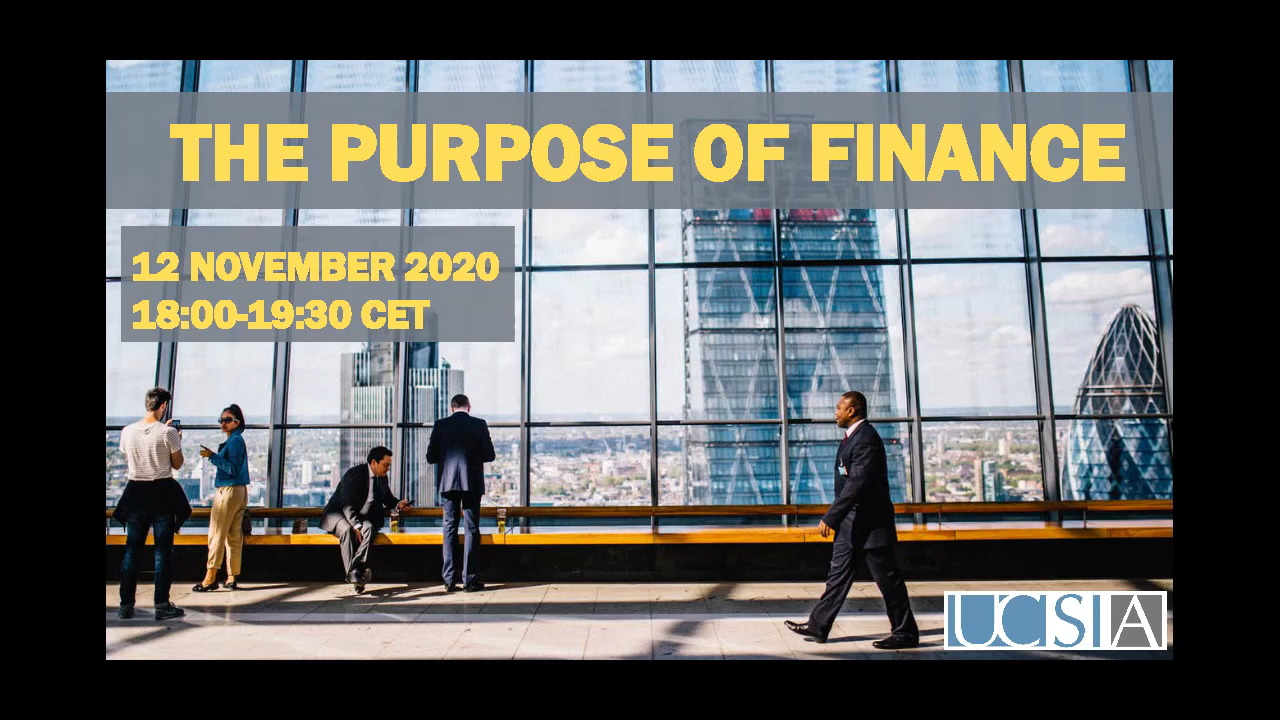 THE PURPOSE OF FINANCE
12 NOVEMBER 2020
18:00-19:30 CET
UCSIA